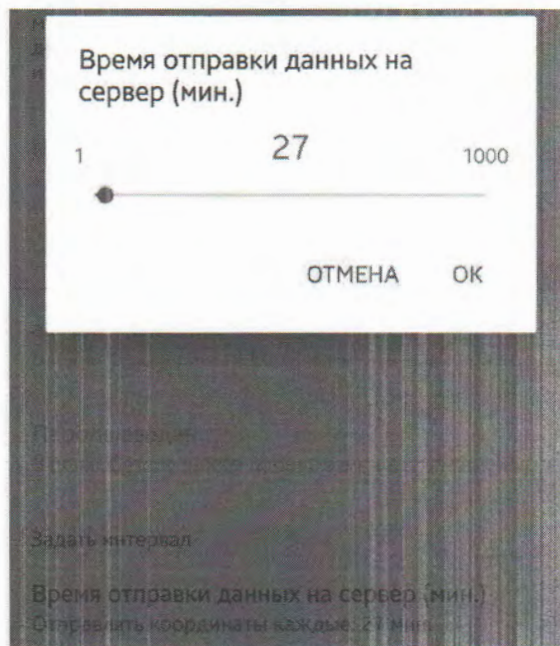 Время отправки данных на
сервер (мин.)
1 27 1000
ОТМЕНА ОК
Задать интервал
Время отправки данных на сервер (мин.)
Отправлять координаты каждые: 27 мин.